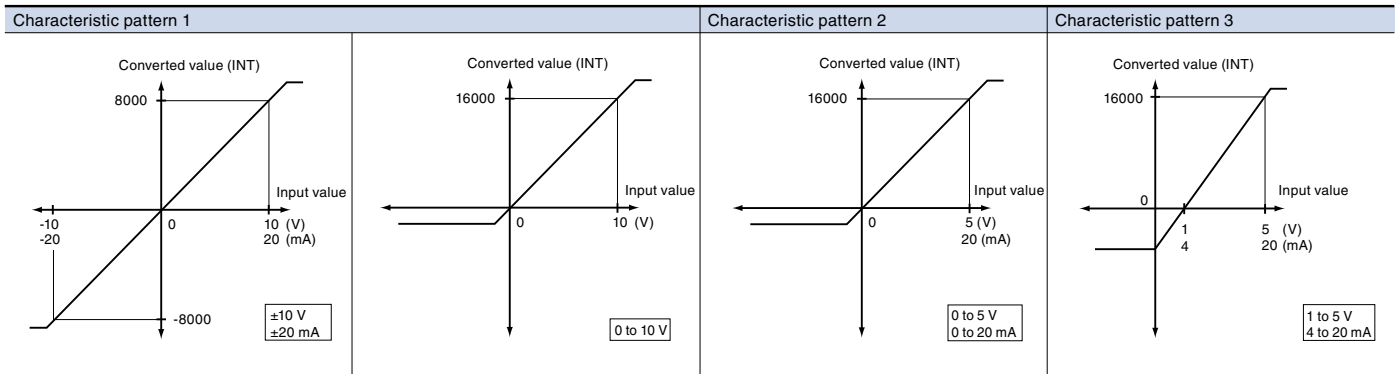 Characteristic pattern 1
Characteristic pattern 2
Characteristic pattern 3
Converted value (INT)
8000
Input value
-10
-20
0
10 (V)
20 (mA)
-8000
±10 V
±20 mA
Converted value (INT)
16000
Input value
0
10 (V)
0 to 10 V
Converted value (INT)
16000
Input value
0
5 (V)
20 (mA)
0 to 5 V
0 to 20 mA
Converted value (INT)
16000
Input value
0
1
4
5 (V)
20 (mA)
1 to 5 V
4 to 20 mA